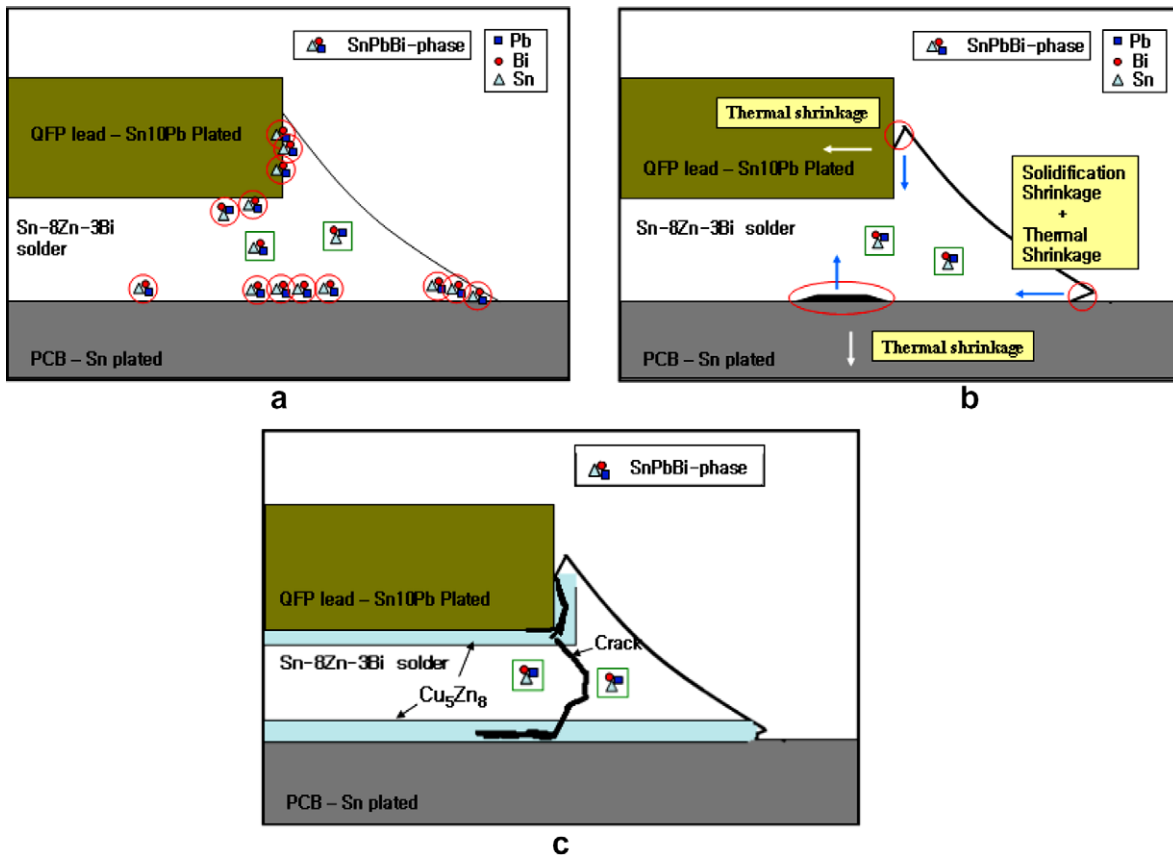 SnPbBi-phase
Pb
Bi
Sn
QFP lead – Sn10Pb Plated
Sn-8Zn-3Bi
solder
PCB – Sn plated
a
SnPbBi-phase
Pb
Bi
Sn
Thermal shrinkage
QFP lead – Sn10Pb Plated
Solidification
Shrinkage
+
Thermal
Shrinkage
Sn-8Zn-3Bi solder
Thermal shrinkage
PCB – Sn plated
b
SnPbBi-phase
QFP lead – Sn10Pb Plated
Crack
Sn-8Zn-3Bi solder
Cu₅Zn₈
PCB – Sn plated
c